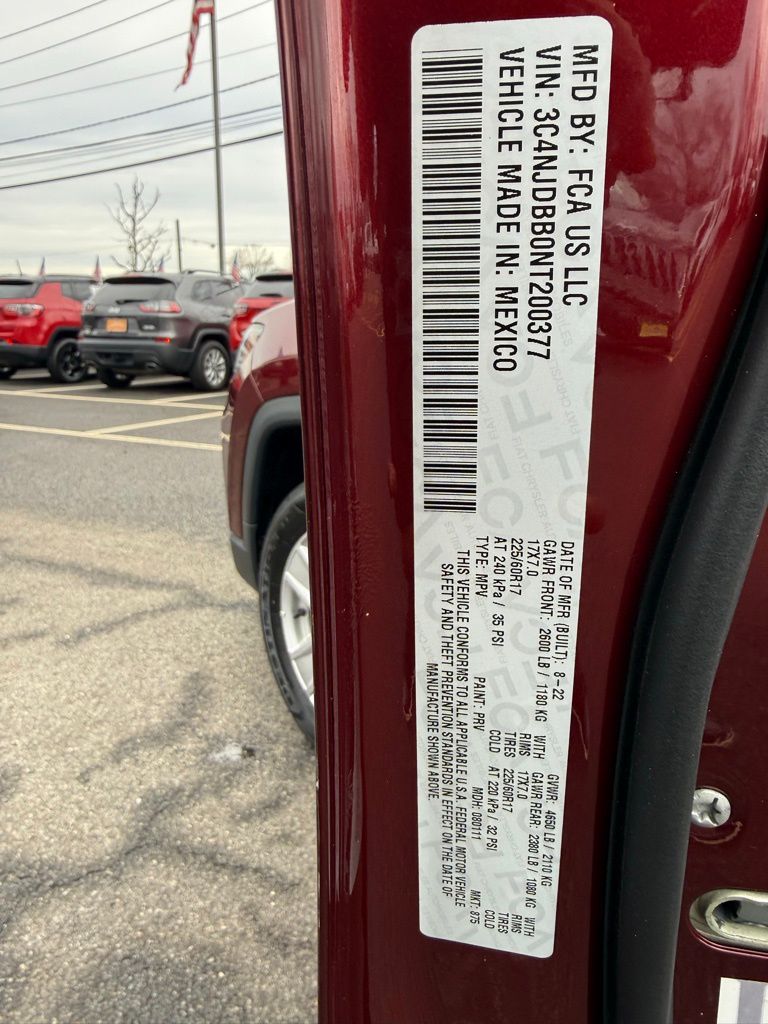 MFD BY: FCA US LLC
VIN: 3C4NJDBB0NT200377
VEHICLE MADE IN: MEXICO
DATE OF MFR (BUILT): 8-22 GVWR: 4650 LB / 2110 KG
GAWR FRONT: 2600 LB / 1180 KG WITH GAWR REAR: 2380 LB / 1080 KG WITH
17X7.0 RIMS 17X7.0 RIMS
225/60R17 TIRES 225/60R17 TIRES
AT 240 kPa / 35 PSI COLD AT 220 kPa / 32 PSI COLD
TYPE: MPV PAINT: PRV MDH: 080111 MKT: 875
THIS VEHICLE CONFORMS TO ALL APPLICABLE U.S.A. FEDERAL MOTOR VEHICLE
SAFETY AND THEFT PREVENTION STANDARDS IN EFFECT ON THE DATE OF
MANUFACTURE SHOWN ABOVE.